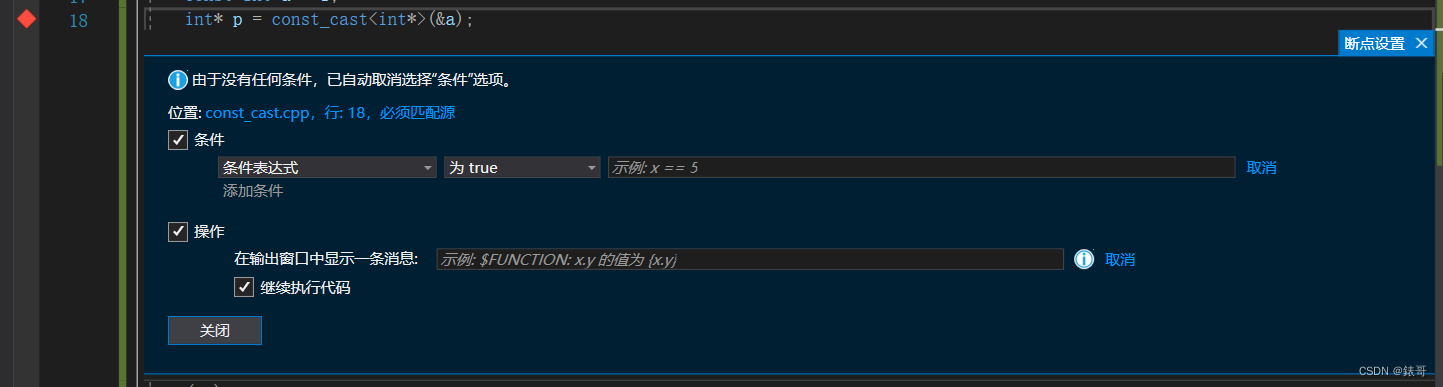 18 int* p = const_cast<int*>(&a);
断点设置
由于没有任何条件，已自动取消选择“条件”选项。
位置: const_cast.cpp，行: 18，必须匹配源
条件
条件表达式 为 true 示例: x == 5 取消
添加条件
操作
在输出窗口中显示一条消息: 示例: $FUNCTION: x.y 的值为 {x.y} 取消
继续执行代码
关闭
CSDN @錶哥